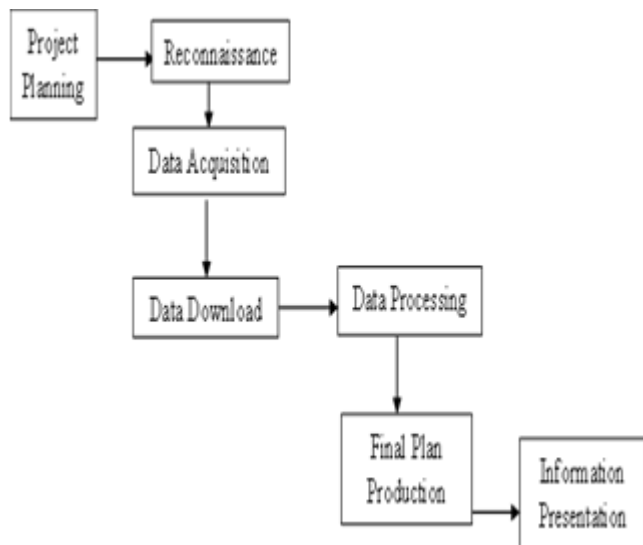 Project
Planning
Reconnaissance
Data Acquisition
Data Download
Data Processing
Final Plan
Production
Information
Presentation